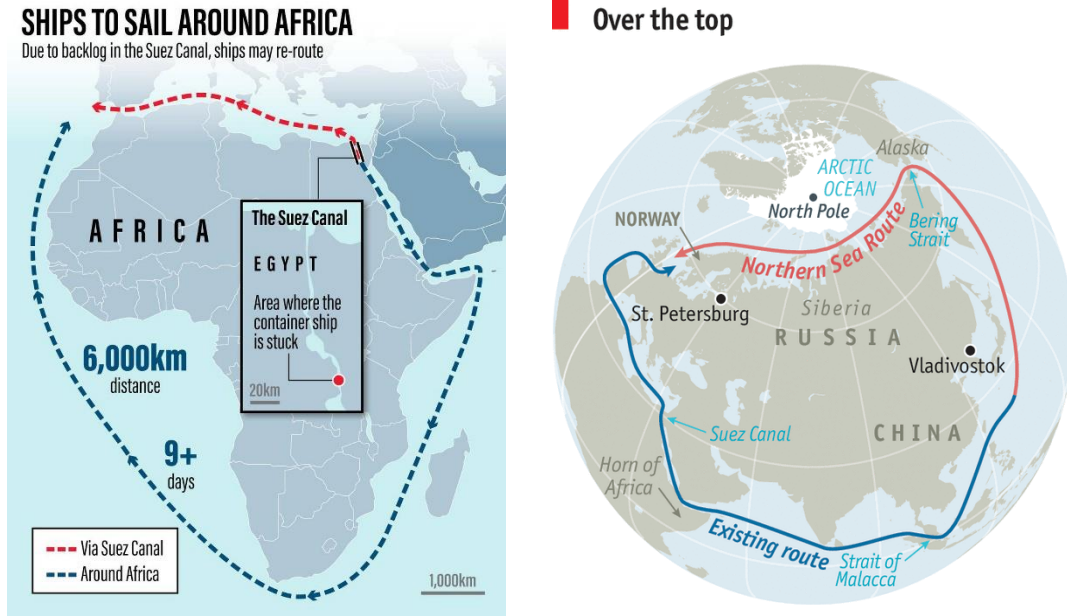 SHIPS TO SAIL AROUND AFRICA
Due to backlog in the Suez Canal, ships may re-route
AFRICA
The Suez Canal
EGYPT
Area where the
container ship
is stuck
20km
6,000km
distance
9+
days
Via Suez Canal
Around Africa
1,000km
Over the top
Alaska
ARCTIC
OCEAN
North Pole
NORWAY
Bering
Strait
Northern Sea Route
Siberia
St. Petersburg
RUSSIA
Vladivostok
Suez Canal
CHINA
Horn of
Africa
Existing route
Strait of
Malacca